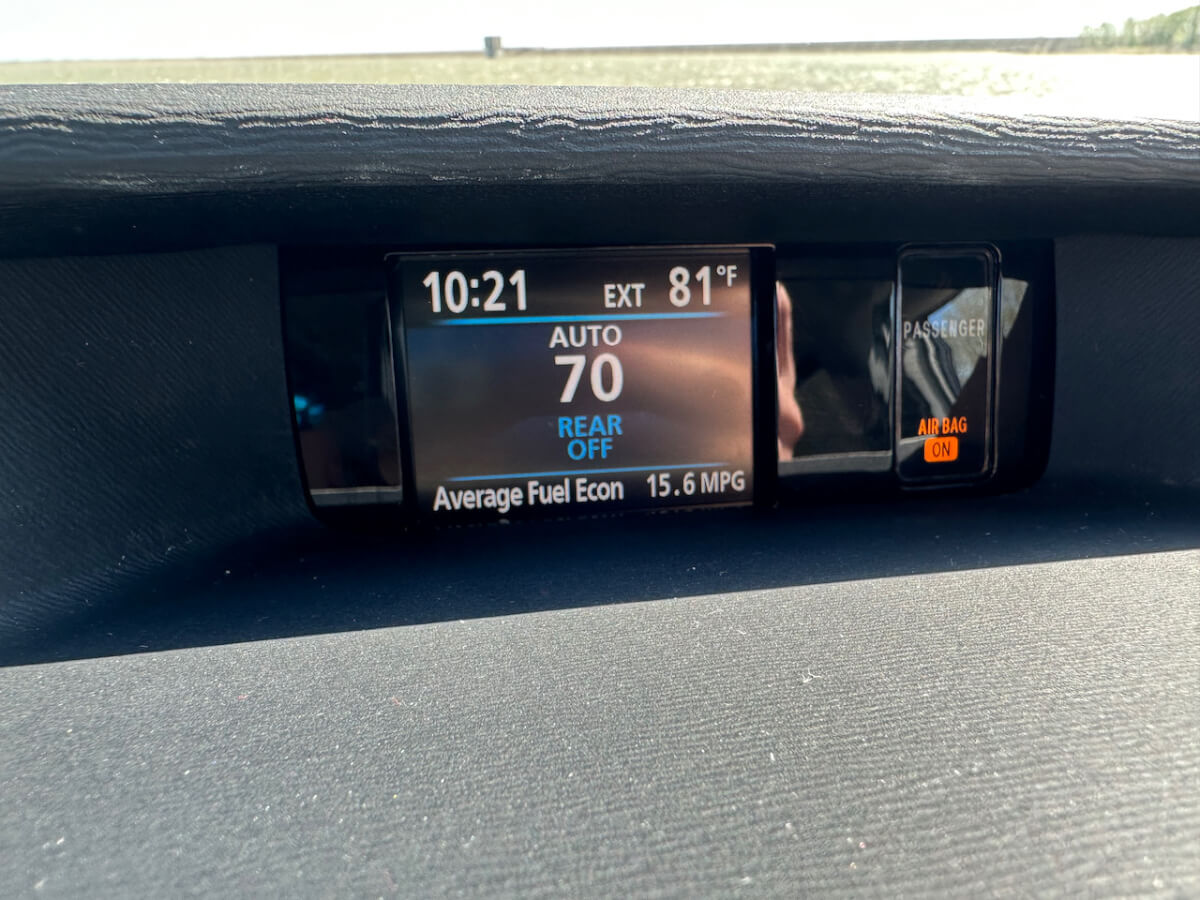 10:21 EXT 81°F
AUTO
70
REAR
OFF
Average Fuel Econ 15.6 MPG
PASSENGER
AIR BAG
ON